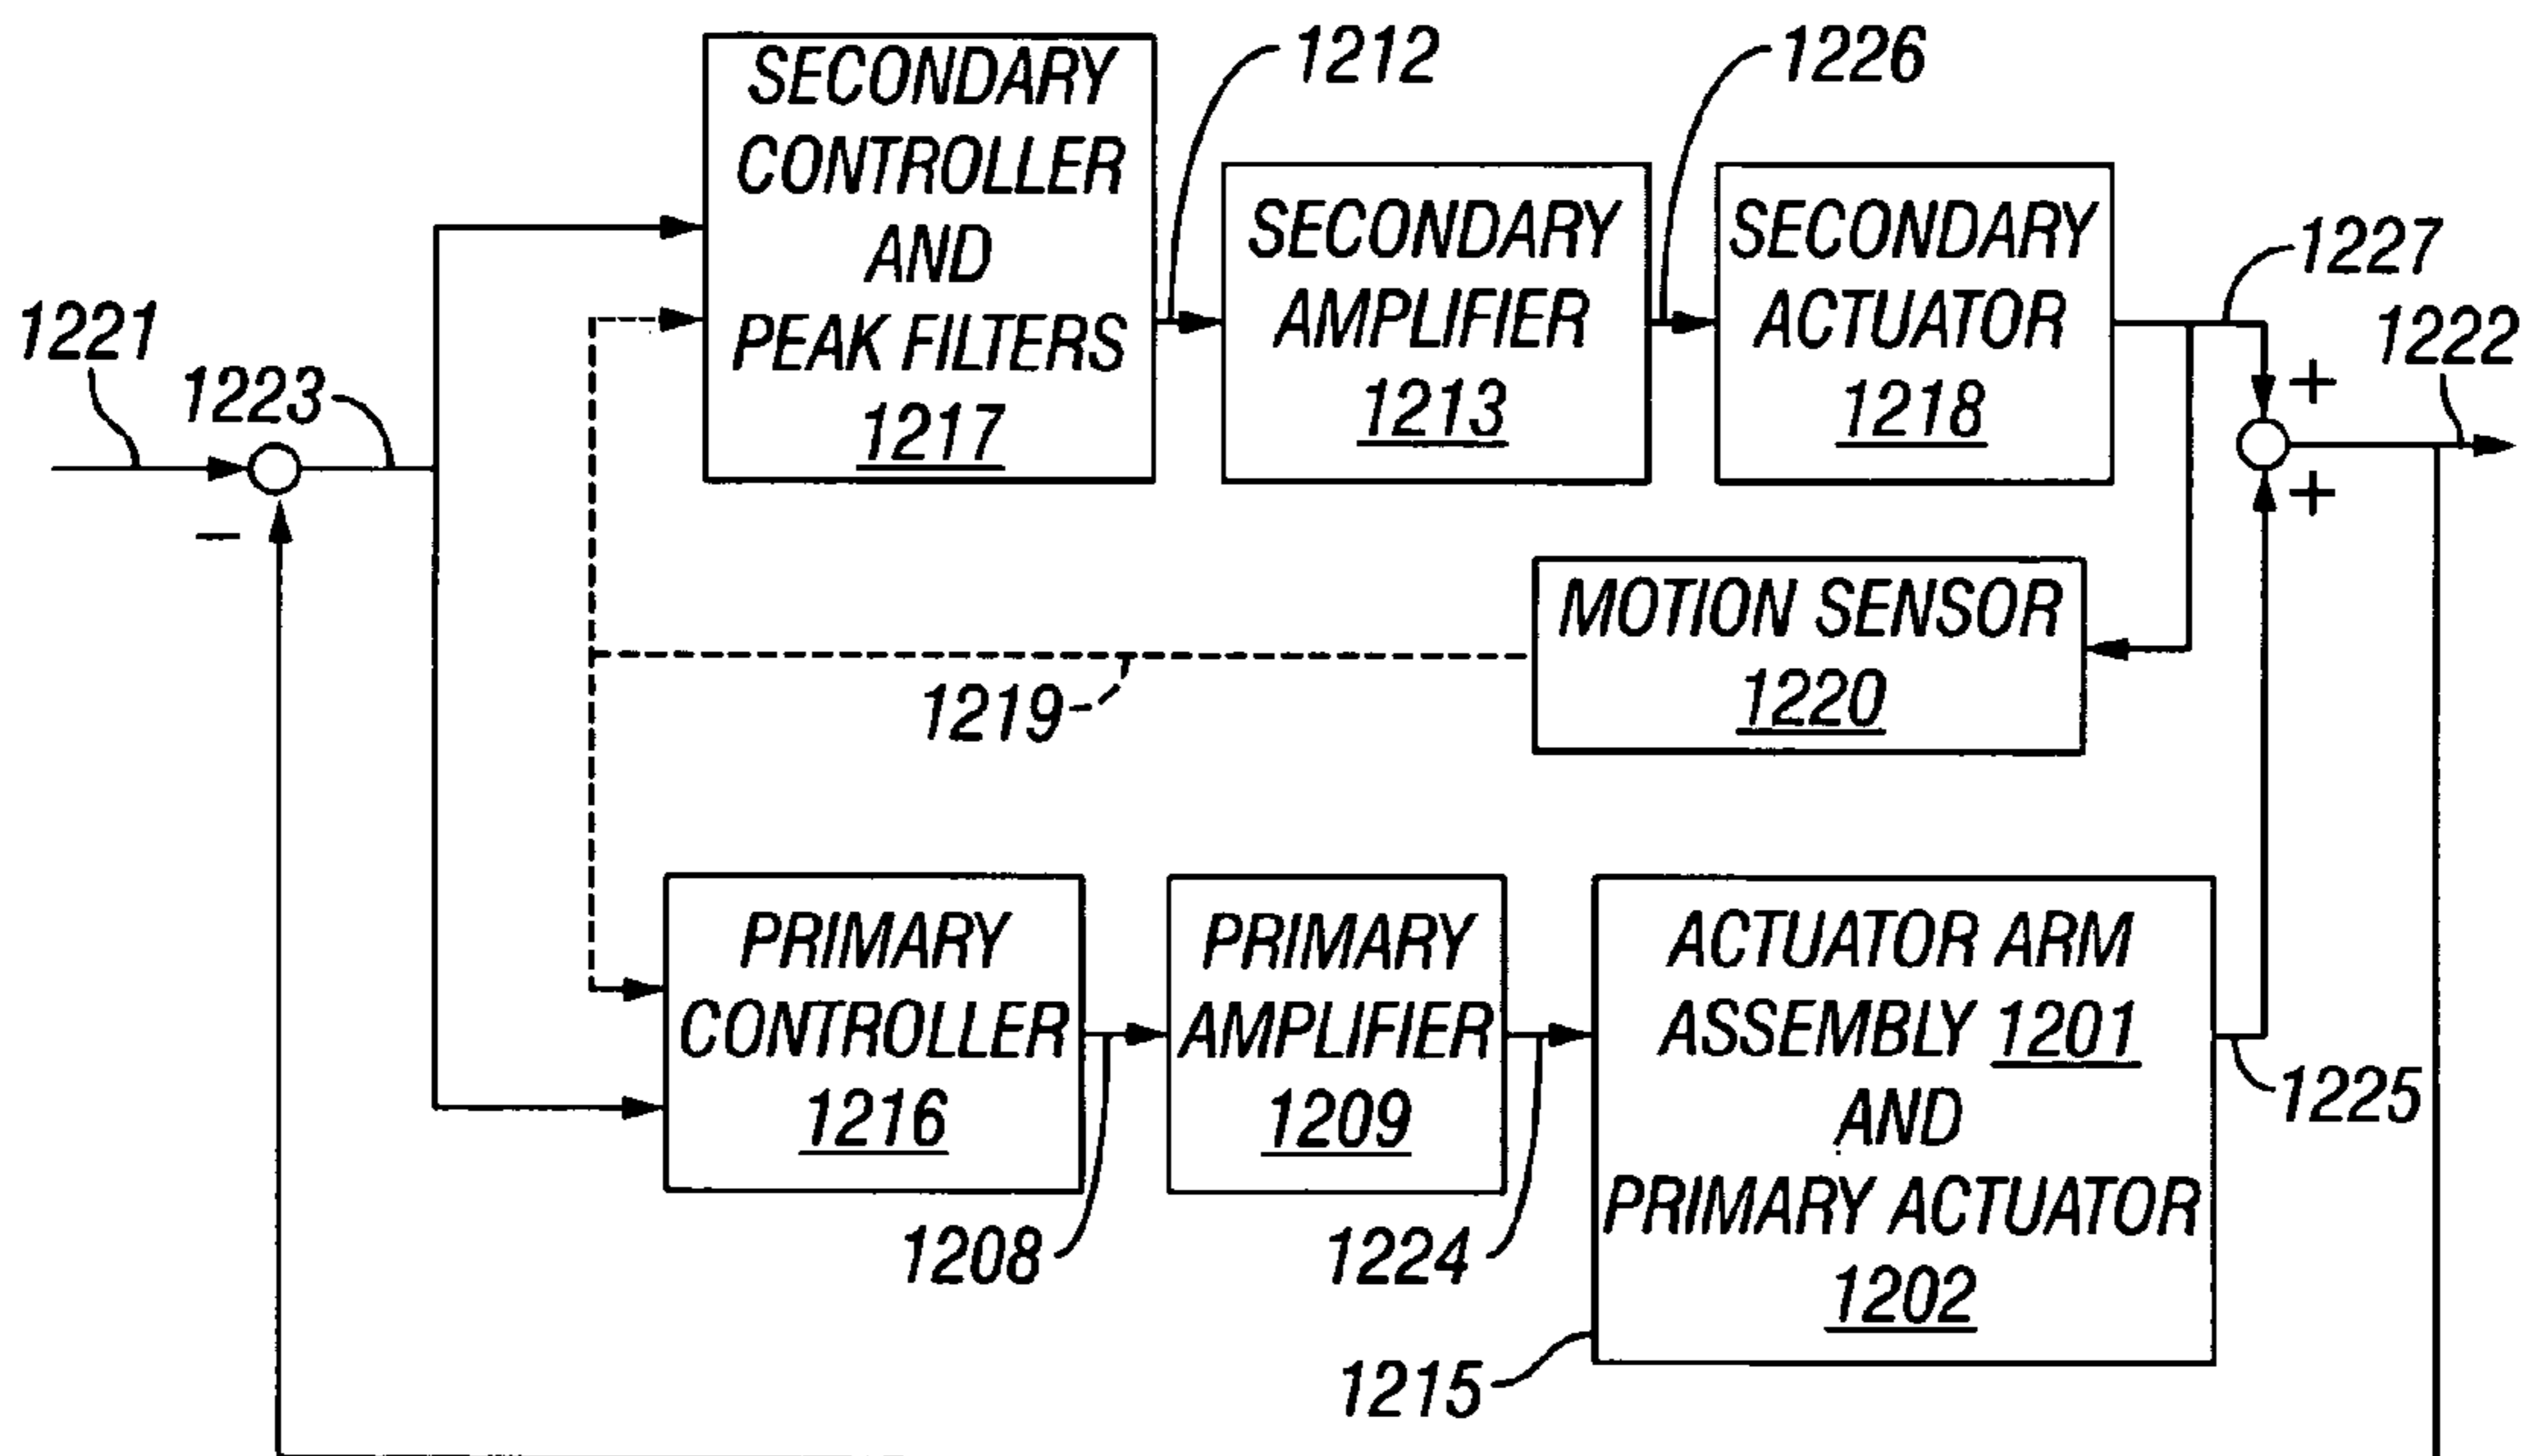 1212
1226
SECONDARY
CONTROLLER
AND
PEAK FILTERS
1217
SECONDARY
AMPLIFIER
1213
SECONDARY
ACTUATOR
1218
1227
1222
1221
1223
+
+
−
MOTION SENSOR
1220
1219
PRIMARY
CONTROLLER
1216
PRIMARY
AMPLIFIER
1209
ACTUATOR ARM
ASSEMBLY 1201
AND
PRIMARY ACTUATOR
1202
1225
1208
1224
1215